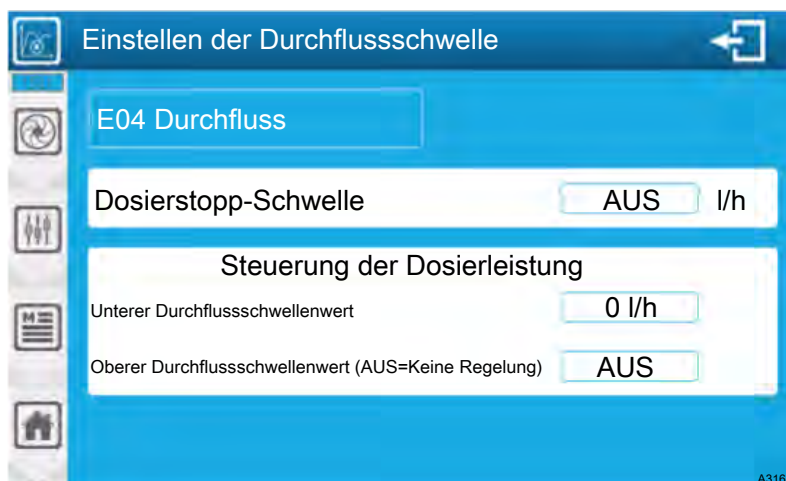 Einstellen der Durchflussschwelle
E04 Durchfluss
Dosierstopp-Schwelle AUS l/h
Steuerung der Dosierleistung
Unterer Durchflussschwellenwert 0 l/h
Oberer Durchflussschwellenwert (AUS=Keine Regelung) AUS
A316